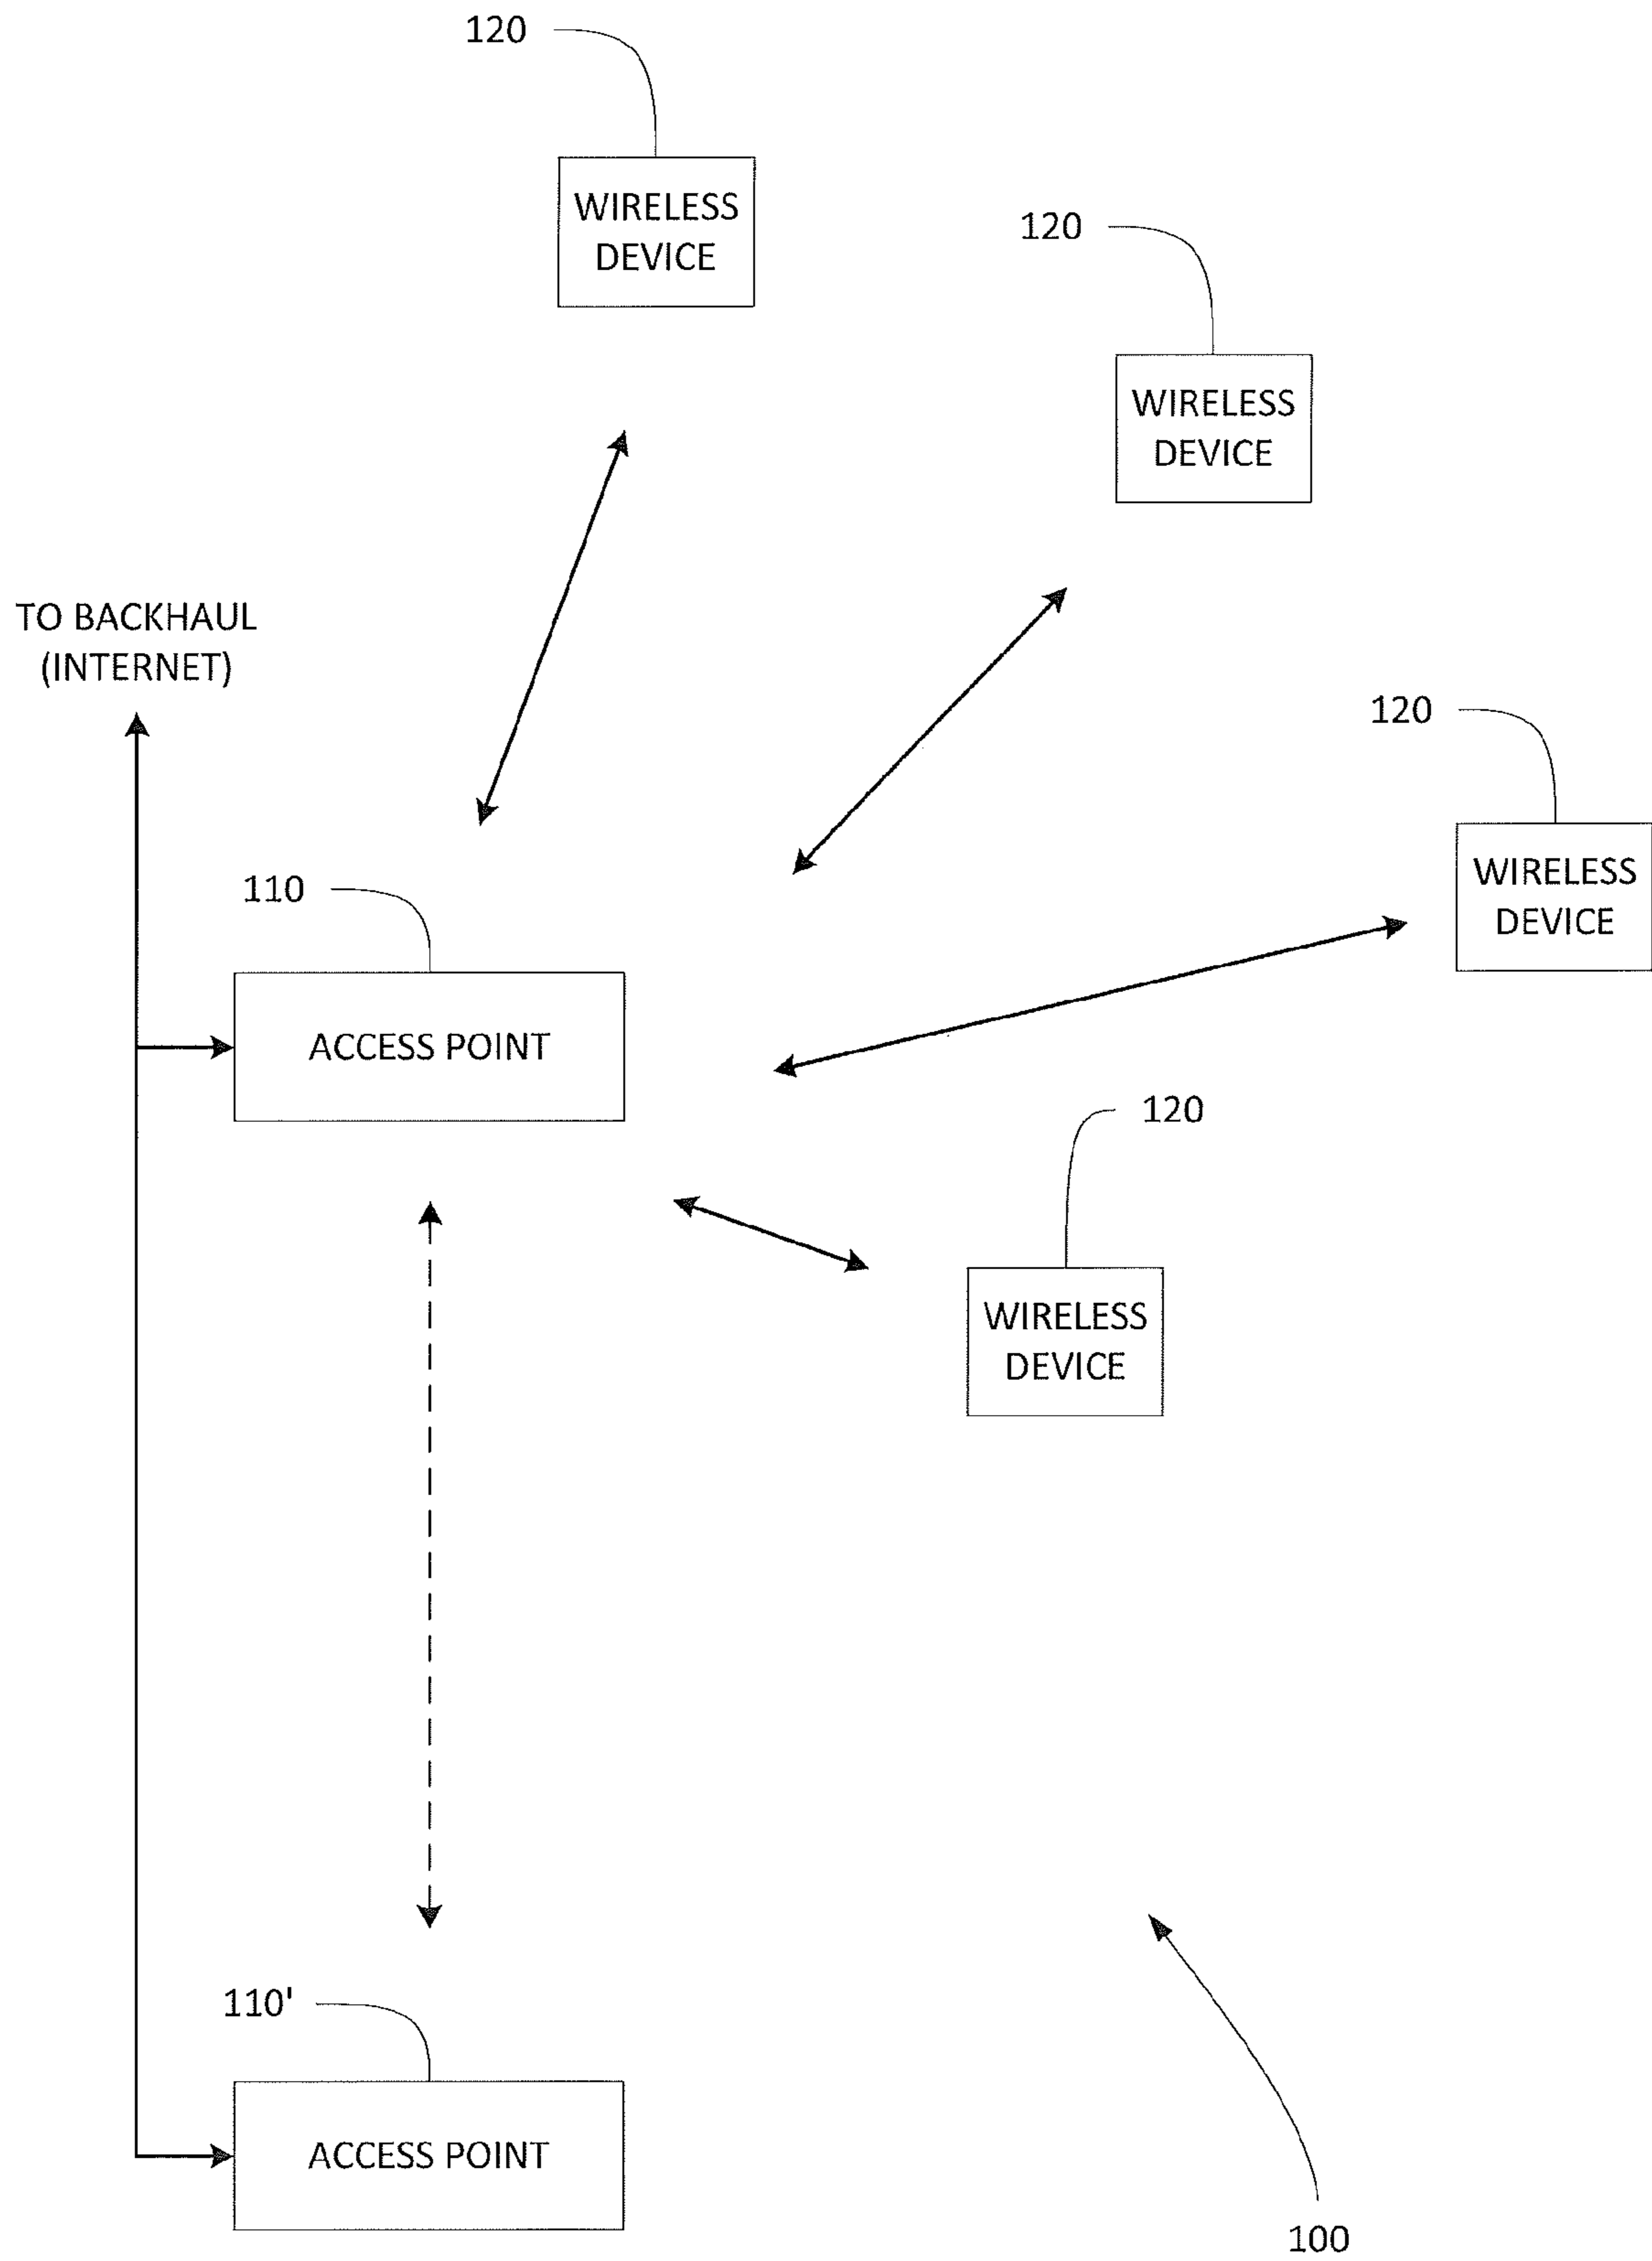 120
WIRELESS
DEVICE
120
WIRELESS
DEVICE
TO BACKHAUL
(INTERNET)
120
WIRELESS
DEVICE
110
ACCESS POINT
120
WIRELESS
DEVICE
110'
ACCESS POINT
100